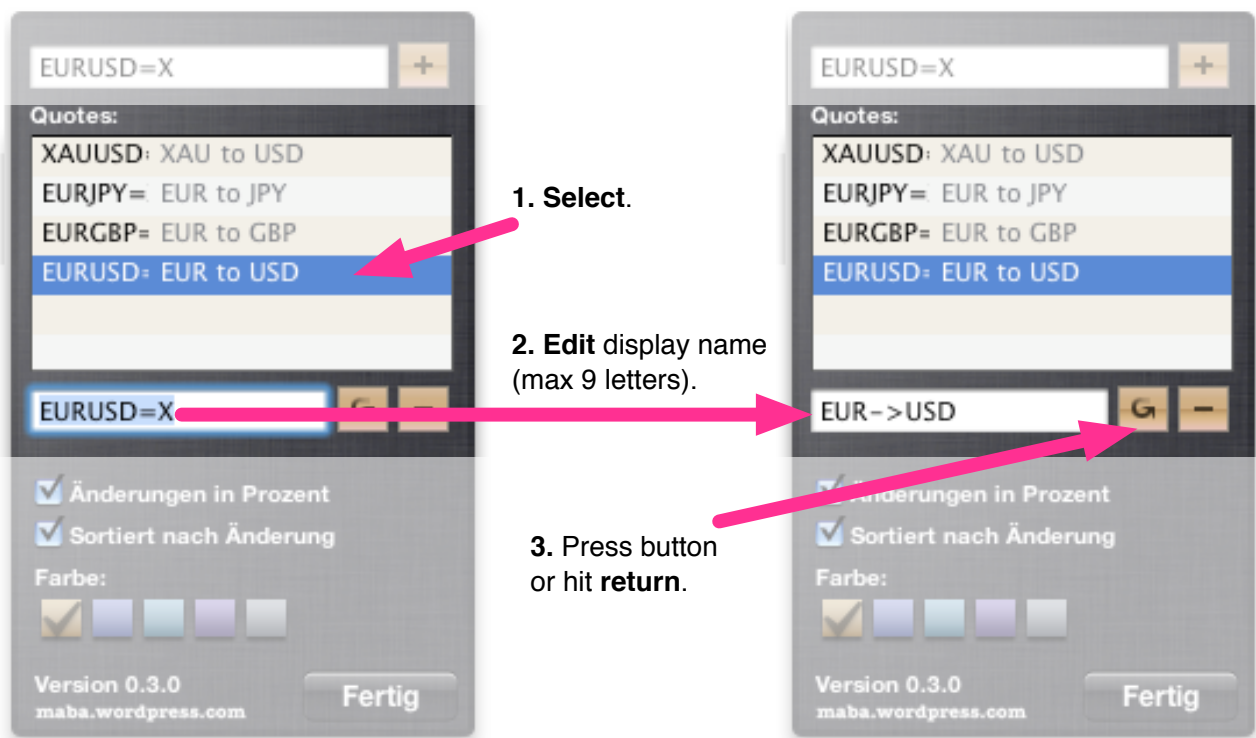 EURUSD=X
+
Quotes:
XAUUSD= XAU to USD
EURJPY= EUR to JPY
EURGBP= EUR to GBP
EURUSD= EUR to USD
EURUSD=X
Änderungen in Prozent
Sortiert nach Änderung
Farbe:
Version 0.3.0
maba.wordpress.com
Fertig
1. Select.
2. Edit display name
(max 9 letters).
3. Press button
or hit return.
EURUSD=X
+
Quotes:
XAUUSD= XAU to USD
EURJPY= EUR to JPY
EURGBP= EUR to GBP
EURUSD= EUR to USD
EUR->USD
Änderungen in Prozent
Sortiert nach Änderung
Farbe:
Version 0.3.0
maba.wordpress.com
Fertig